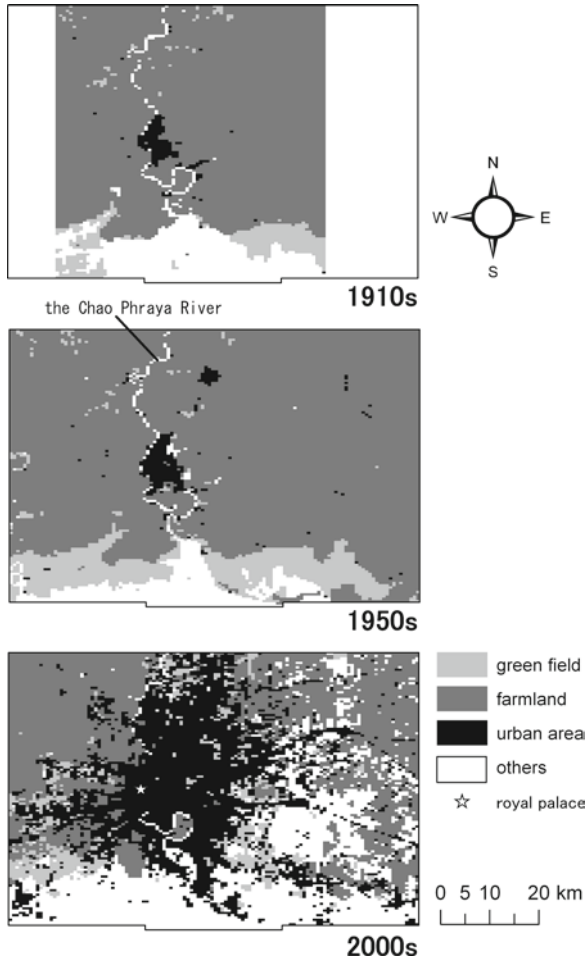 N
W E
S
1910s
the Chao Phraya River
1950s
green field
farmland
urban area
others
royal palace
0 5 10 20 km
2000s